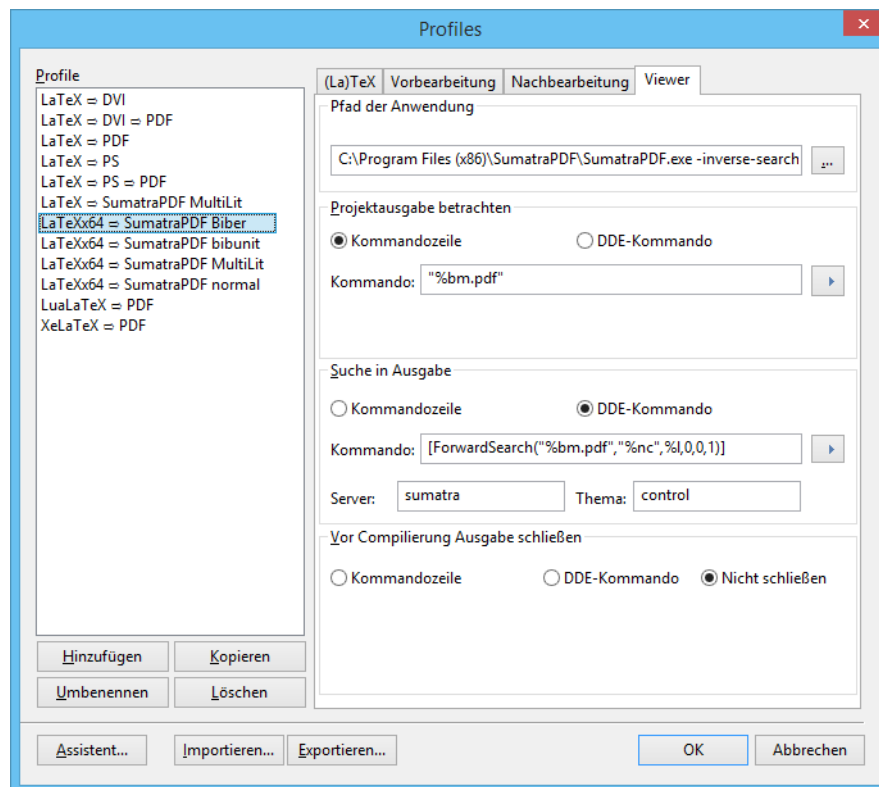 Profiles
×
Profile
LaTeX ⇨ DVI
LaTeX ⇨ DVI ⇨ PDF
LaTeX ⇨ PDF
LaTeX ⇨ PS
LaTeX ⇨ PS ⇨ PDF
LaTeX ⇨ SumatraPDF MultiLit
LaTeXx64 ⇨ SumatraPDF Biber
LaTeXx64 ⇨ SumatraPDF bibunit
LaTeXx64 ⇨ SumatraPDF MultiLit
LaTeXx64 ⇨ SumatraPDF normal
LuaLaTeX ⇨ PDF
XeLaTeX ⇨ PDF
Hinzufügen Kopieren
Umbenennen Löschen
(La)TeX Vorbearbeitung Nachbearbeitung Viewer
Pfad der Anwendung
C:\Program Files (x86)\SumatraPDF\SumatraPDF.exe -inverse-search ...
Projektausgabe betrachten
Kommandozeile DDE-Kommando
Kommando: "%bm.pdf"
Suche in Ausgabe
Kommandozeile DDE-Kommando
Kommando: [ForwardSearch("%bm.pdf","%nc",%l,0,0,1)]
Server: sumatra Thema: control
Vor Compilierung Ausgabe schließen
Kommandozeile DDE-Kommando Nicht schließen
Assistent... Importieren... Exportieren... OK Abbrechen